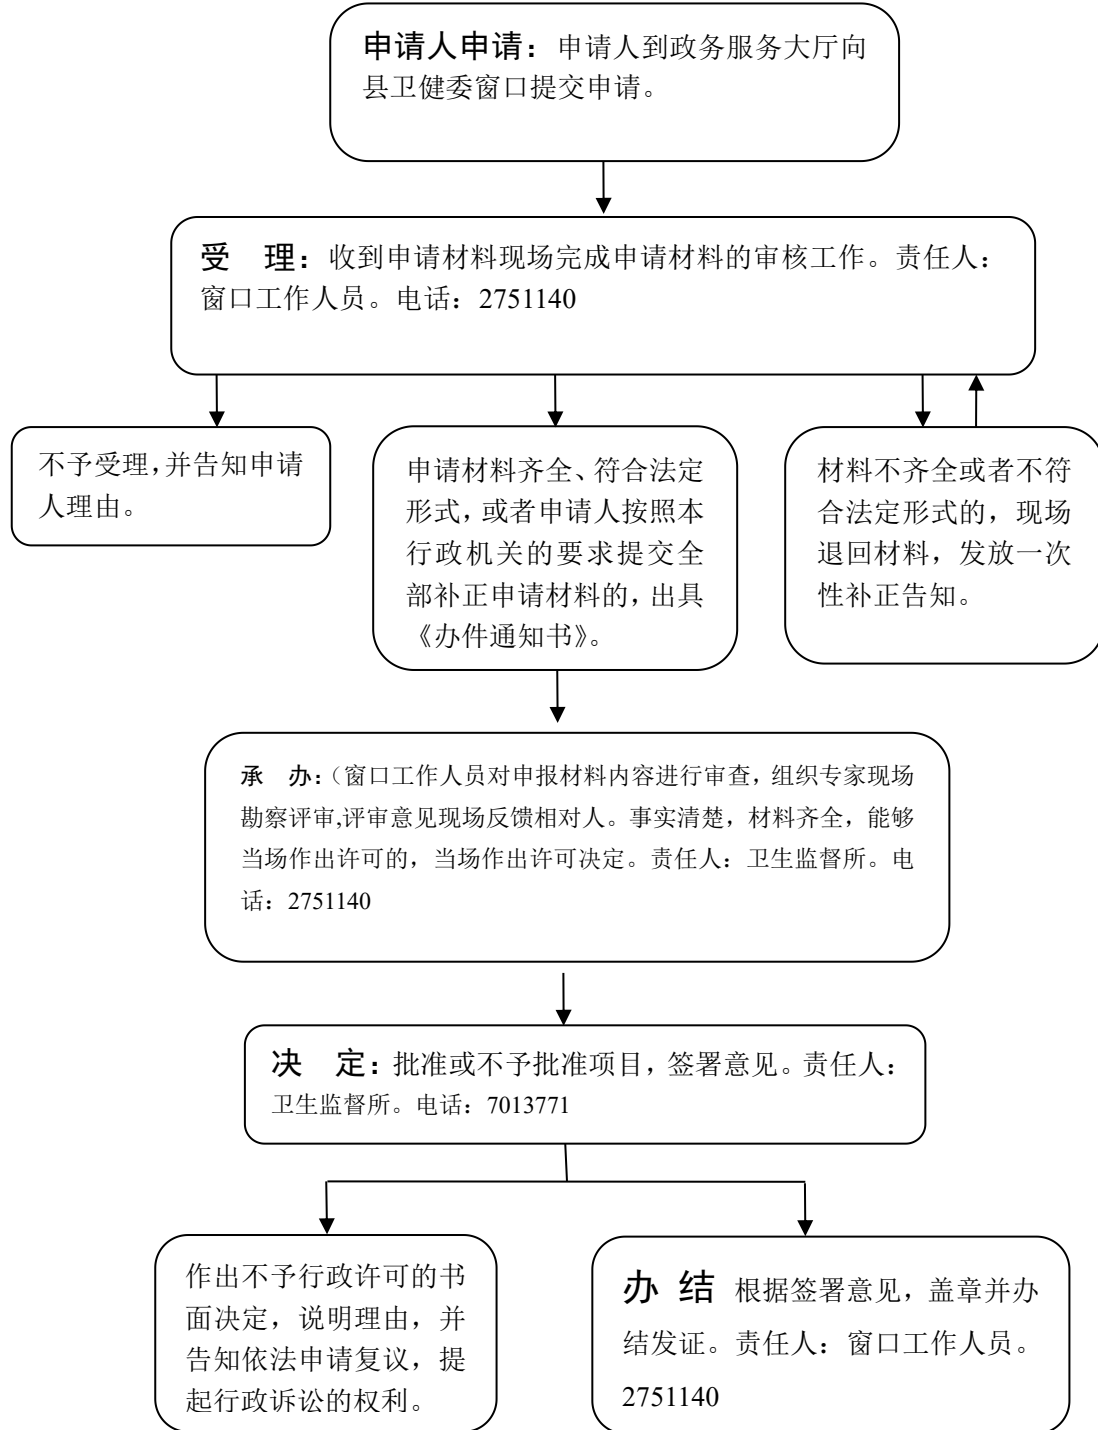 申请人申请：申请人到政务服务大厅向
县卫健委窗口提交申请。
受　理：收到申请材料现场完成申请材料的审核工作。责任人：
窗口工作人员。电话：2751140
不予受理，并告知申请
人理由。
申请材料齐全、符合法定
形式，或者申请人按照本
行政机关的要求提交全
部补正申请材料的，出具
《办件通知书》。
材料不齐全或者不符
合法定形式的，现场
退回材料，发放一次
性补正告知。
承　办：（窗口工作人员对申报材料内容进行审查，组织专家现场
勘察评审,评审意见现场反馈相对人。事实清楚，材料齐全，能够
当场作出许可的，当场作出许可决定。责任人：卫生监督所。电
话：2751140
决　定：批准或不予批准项目，签署意见。责任人：
卫生监督所。电话：7013771
作出不予行政许可的书
面决定，说明理由，并
告知依法申请复议，提
起行政诉讼的权利。
办 结 根据签署意见，盖章并办
结发证。责任人：窗口工作人员。
2751140